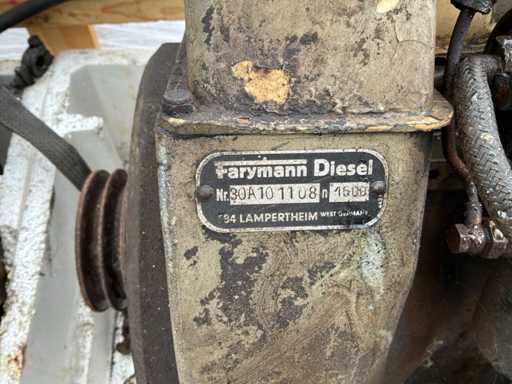 Farymann Diesel
Nr. 30A101108 n 1500
684 LAMPERTHEIM WEST GERMANY